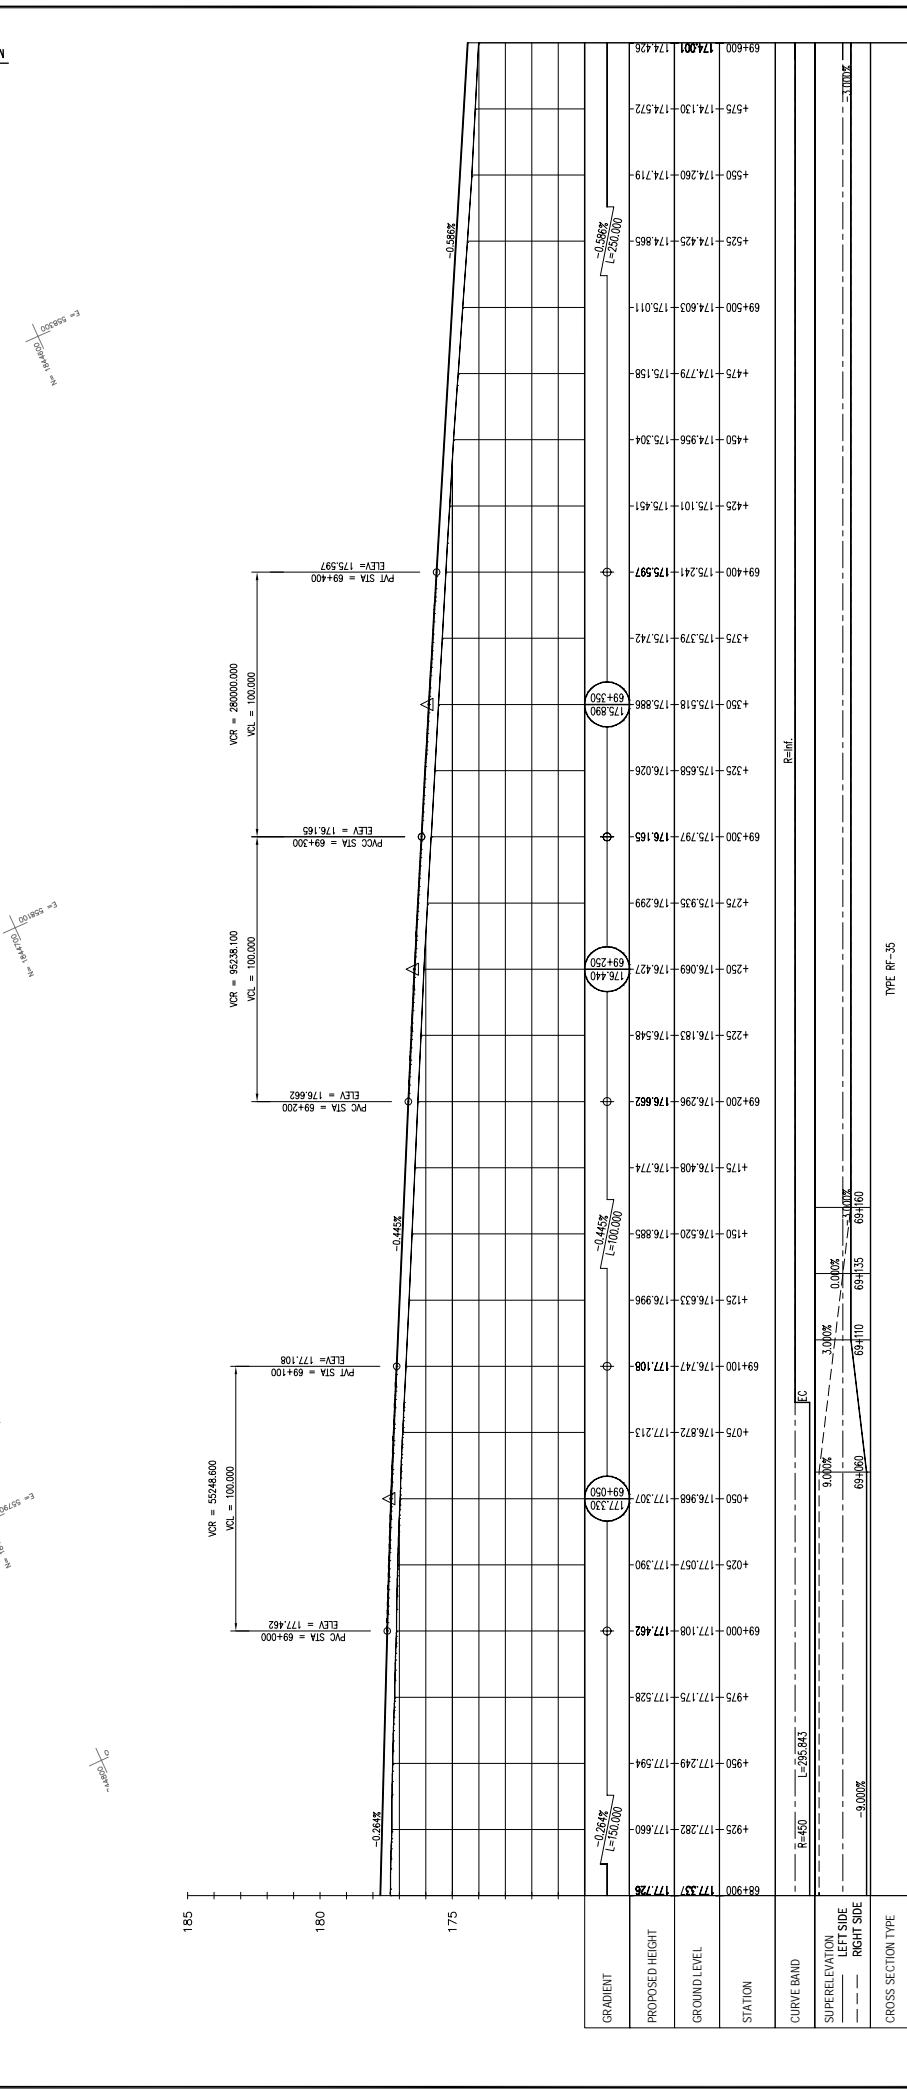 N
N= 1844800
E= 558300
N= 1844700
E= 558100
VCR = 55248.600
VCL = 100.000
PVC STA = 69+000
ELEV = 177.462
PVT STA = 69+100
ELEV= 177.108
VCR = 95238.100
VCL = 100.000
PVC STA = 69+200
ELEV = 176.662
PVCC STA = 69+300
ELEV = 176.165
VCR = 280000.000
VCL = 100.000
PVT STA = 69+400
ELEV= 175.597
-0.264%
-0.445%
-0.586%
185
180
175
GRADIENT
-0.264%
L=150.000
69+050
177.330
-0.445%
L=100.000
69+250
176.440
69+350
175.890
-0.586%
L=250.000
PROPOSED HEIGHT
177.726
177.660
177.594
177.528
177.462
177.390
177.307
177.213
177.108
176.996
176.885
176.774
176.662
176.548
176.427
176.299
176.165
176.026
175.886
175.742
175.597
175.451
175.304
175.158
175.011
174.865
174.719
174.572
174.426
GROUND LEVEL
177.337
177.282
177.249
177.175
177.108
177.057
176.968
176.872
176.747
176.633
176.520
176.408
176.296
176.183
176.069
175.935
175.797
175.658
175.518
175.379
175.241
175.101
174.956
174.779
174.603
174.425
174.260
174.130
174.001
STATION
68+900
+925
+950
+975
69+000
+025
+050
+075
69+100
+125
+150
+175
69+200
+225
+250
+275
69+300
+325
+350
+375
69+400
+425
+450
+475
69+500
+525
+550
+575
69+600
CURVE BAND
R=450
L=295.843
EC
R=Inf.
SUPERELEVATION
LEFT SIDE
RIGHT SIDE
-9.000%
9.000%
69+060
3.000%
69+110
0.000%
69+135
-3.000%
69+160
-3.000%
CROSS SECTION TYPE
TYPE RF-35